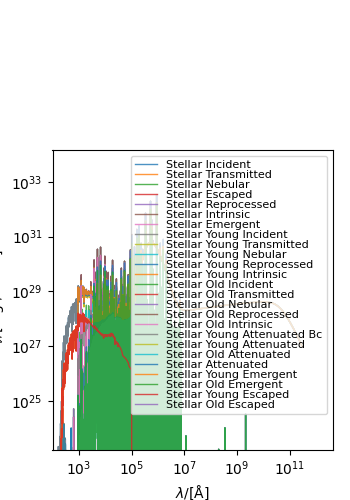 10^33
10^31
10^29
10^27
10^25
Stellar Incident
Stellar Transmitted
Stellar Nebular
Stellar Escaped
Stellar Reprocessed
Stellar Intrinsic
Stellar Emergent
Stellar Young Incident
Stellar Young Transmitted
Stellar Young Nebular
Stellar Young Reprocessed
Stellar Young Intrinsic
Stellar Old Incident
Stellar Old Transmitted
Stellar Old Nebular
Stellar Old Reprocessed
Stellar Old Intrinsic
Stellar Young Attenuated Bc
Stellar Young Attenuated
Stellar Old Attenuated
Stellar Attenuated
Stellar Young Emergent
Stellar Old Emergent
Stellar Young Escaped
Stellar Old Escaped
10^3 10^5 10^7 10^9 10^11
λ/[Å]